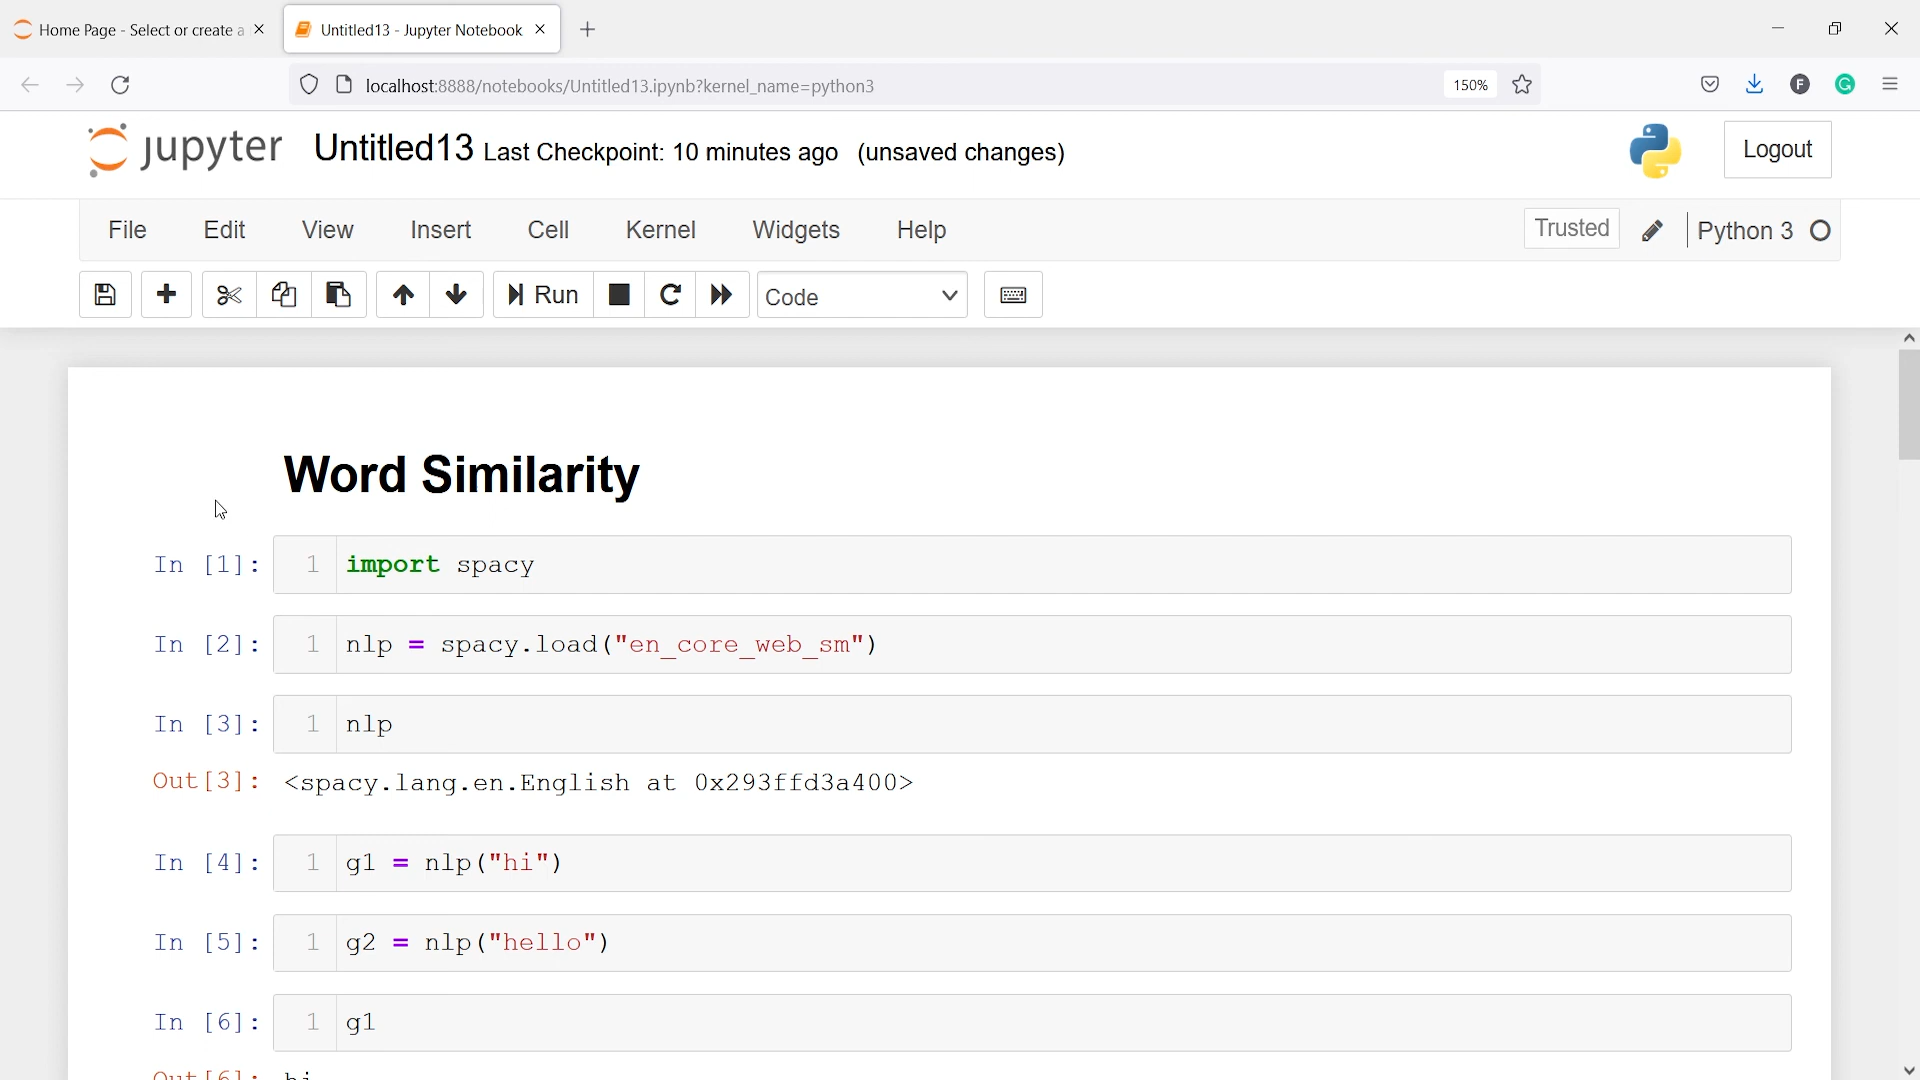 Home Page - Select or create a
Untitled13 - Jupyter Notebook
localhost:8888/notebooks/Untitled13.ipynb?kernel_name=python3
150%
F
G
jupyter Untitled13 Last Checkpoint: 10 minutes ago (unsaved changes)
Logout
File Edit View Insert Cell Kernel Widgets Help
Trusted
Python 3
Run
Code
Word Similarity
In [1]: 1 import spacy
In [2]: 1 nlp = spacy.load("en_core_web_sm")
In [3]: 1 nlp
Out[3]: <spacy.lang.en.English at 0x293ffd3a400>
In [4]: 1 g1 = nlp("hi")
In [5]: 1 g2 = nlp("hello")
In [6]: 1 g1
Out[6]: hi